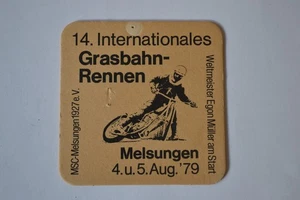 14. Internationales
Grasbahn-
Rennen
Weltmeister Egon Müller am Start
MSC-Melsungen 1927 e.V.
Melsungen
4.u.5.Aug.'79